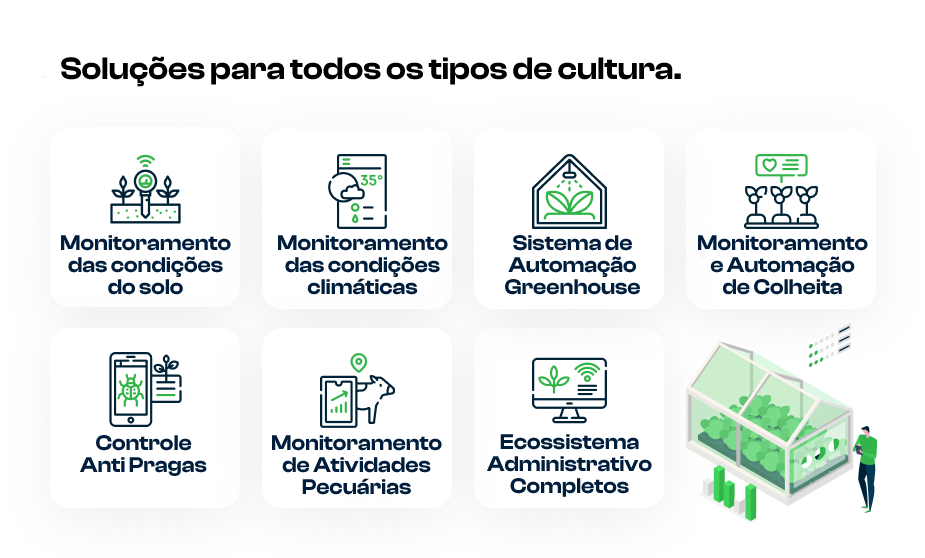 Soluções para todos os tipos de cultura.
Monitoramento
das condições
do solo
35°
Monitoramento
das condições
climáticas
Sistema de
Automação
Greenhouse
Monitoramento
e Automação
de Colheita
Controle
Anti Pragas
Monitoramento
de Atividades
Pecuárias
Ecossistema
Administrativo
Completos